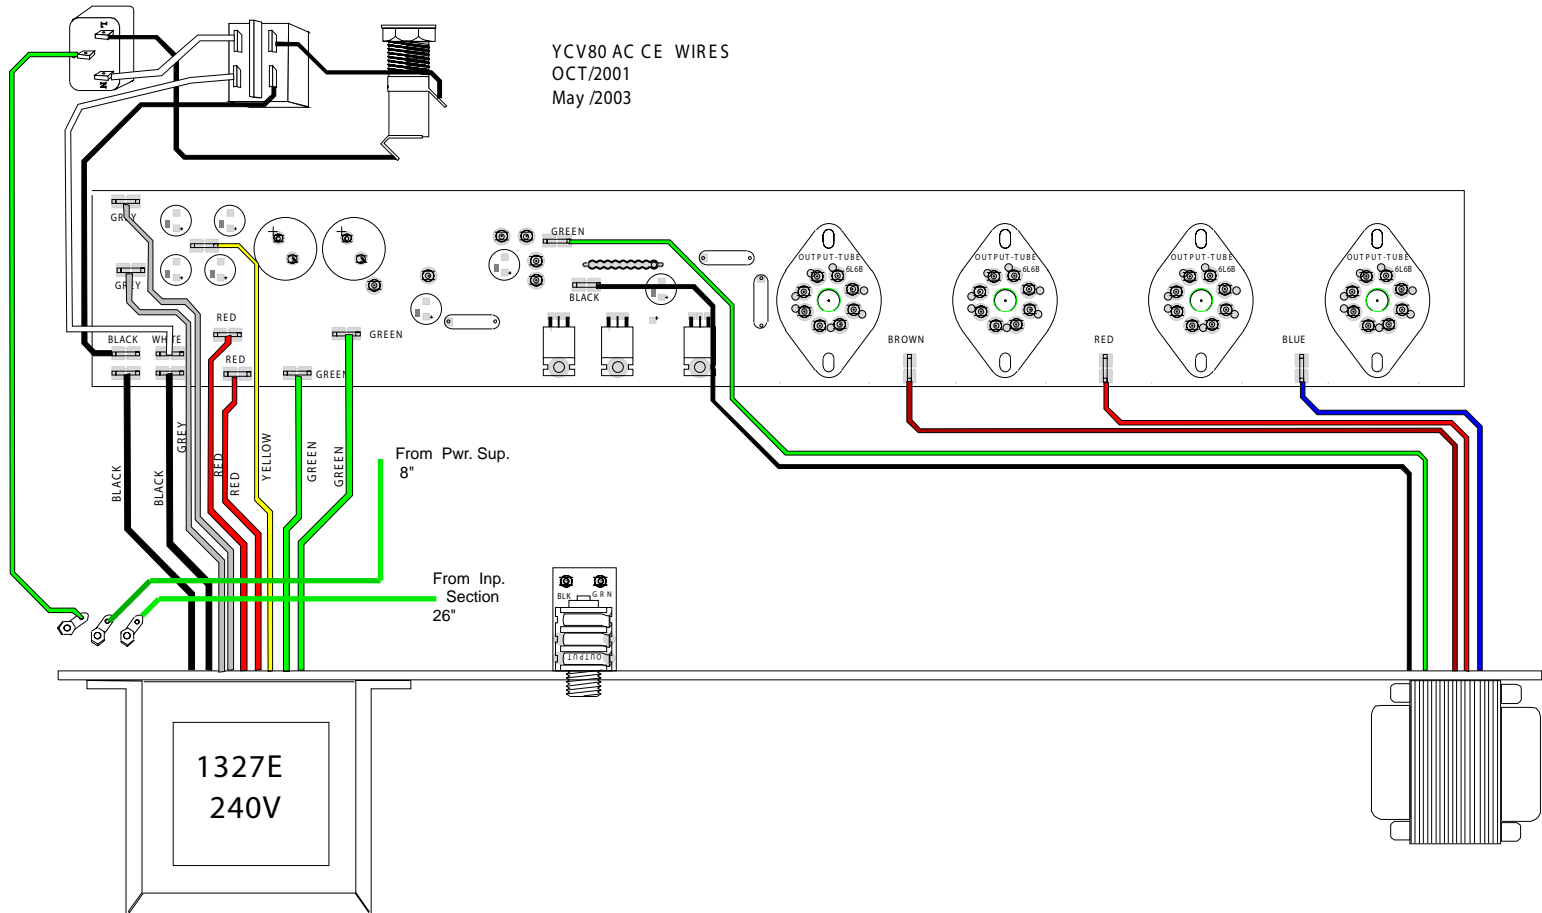 L
N
YCV80 AC CE WIRES
OCT/2001
May /2003
GREY
GREY
GREEN
BLACK
OUTPUT-TUBE
6L6B
OUTPUT-TUBE
6L6B
OUTPUT-TUBE
6L6B
OUTPUT-TUBE
6L6B
RED
GREEN
BLACK
WHITE
RED
GREEN
BROWN
RED
BLUE
BLACK
BLACK
GREY
RED
RED
YELLOW
GREEN
GREEN
From Pwr. Sup.
8"
From Inp.
Section
26"
BLK
GRN
OUTPUT
1327E
240V